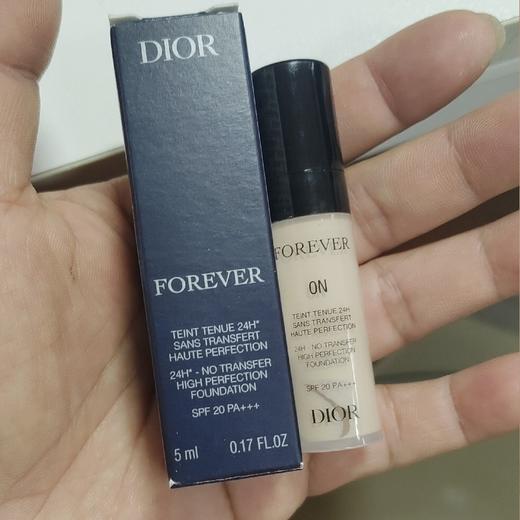 DIOR
FOREVER
TEINT TENUE 24H*
SANS TRANSFERT
HAUTE PERFECTION
24H* - NO TRANSFER
HIGH PERFECTION
FOUNDATION
SPF 20 PA+++
5 ml 0.17 FL.OZ
FOREVER
0N
TEINT TENUE 24H
SANS TRANSFERT
HAUTE PERFECTION
24H - NO TRANSFER
HIGH PERFECTION
FOUNDATION
SPF 20 PA+++
DIOR